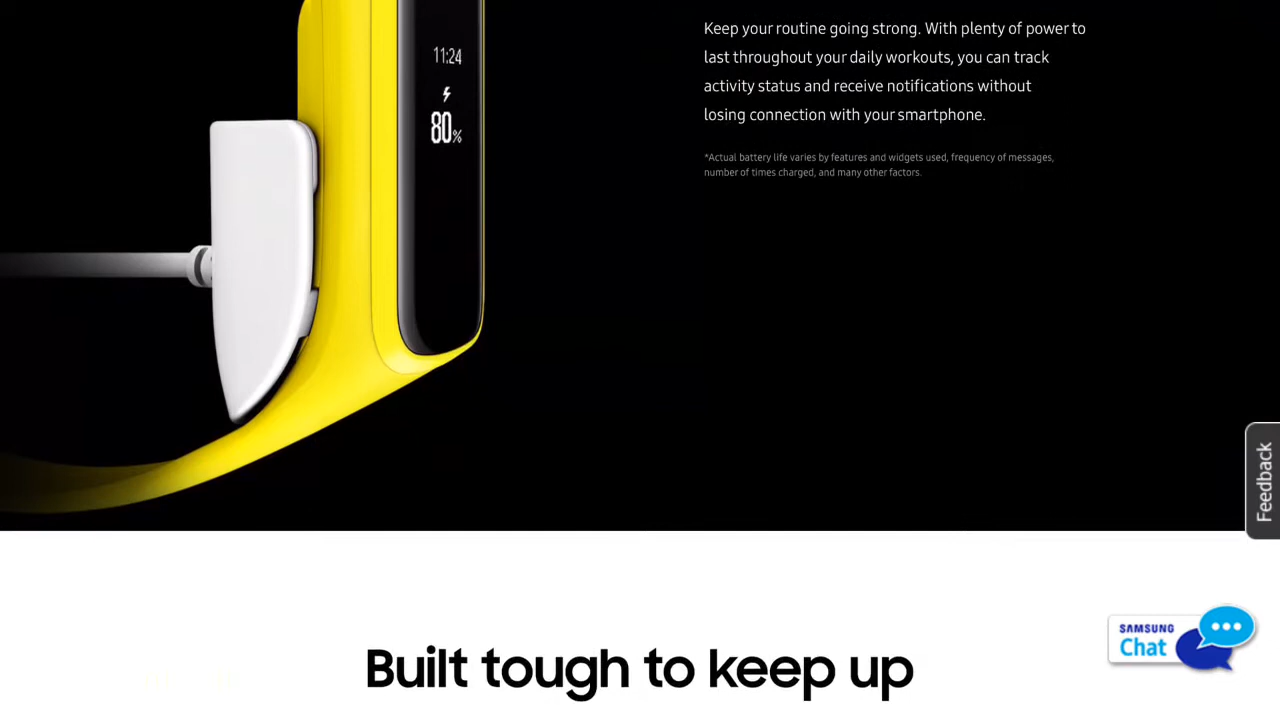 11:24
80%
Keep your routine going strong. With plenty of power to
last throughout your daily workouts, you can track
activity status and receive notifications without
losing connection with your smartphone.
*Actual battery life varies by features and widgets used, frequency of messages,
number of times charged, and many other factors.
Feedback
SAMSUNG
Chat
Built tough to keep up